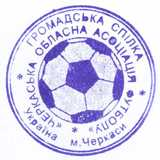 ГРОМАДСЬКА СПІЛКА
"ЧЕРКАСЬКА ОБЛАСНА АСОЦІАЦІЯ ФУТБОЛУ"
* Україна * м.Черкаси